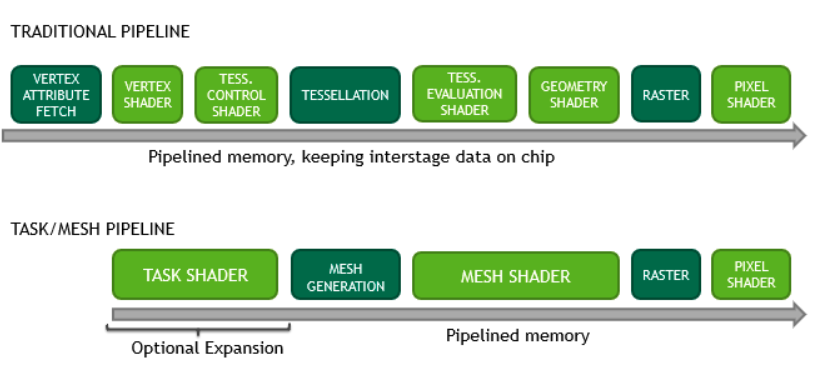 TRADITIONAL PIPELINE
VERTEX
ATTRIBUTE
FETCH
VERTEX
SHADER
TESS.
CONTROL
SHADER
TESSELLATION
TESS.
EVALUATION
SHADER
GEOMETRY
SHADER
RASTER
PIXEL
SHADER
Pipelined memory, keeping interstage data on chip
TASK/MESH PIPELINE
TASK SHADER
MESH
GENERATION
MESH SHADER
RASTER
PIXEL
SHADER
Optional Expansion
Pipelined memory